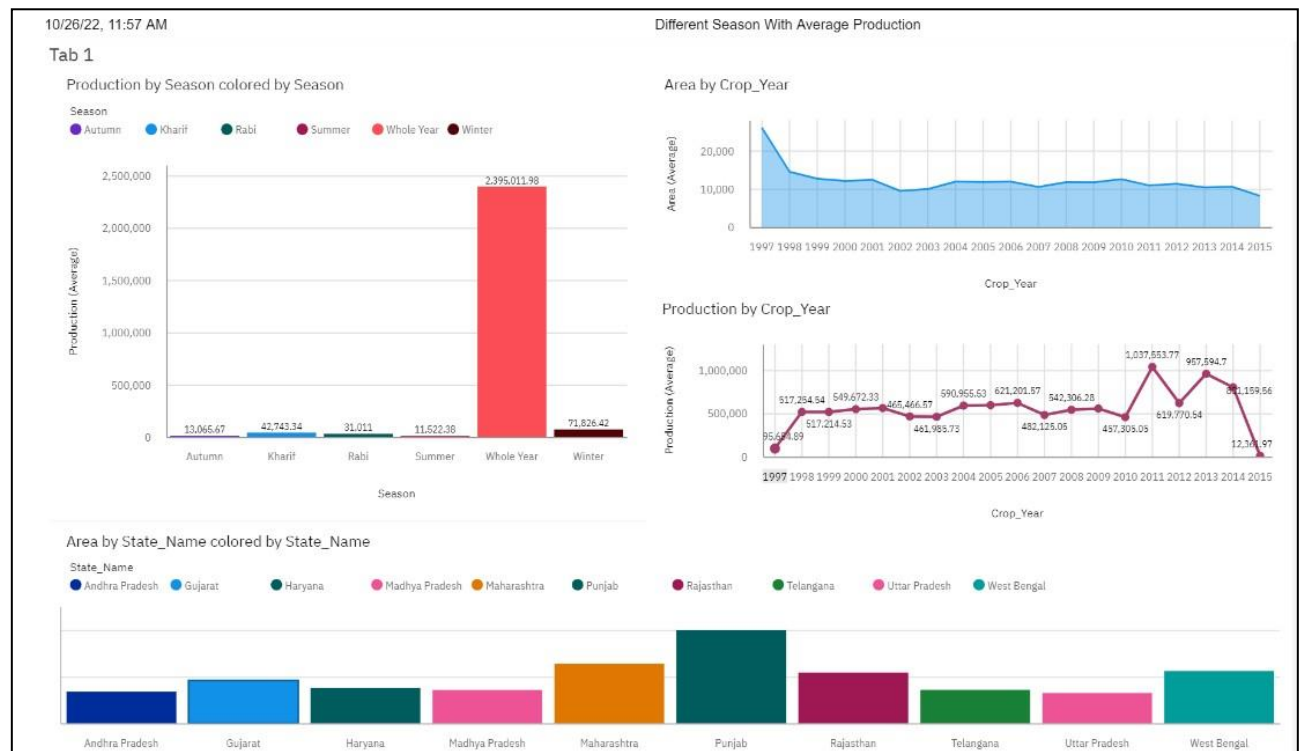 10/26/22, 11:57 AM
Different Season With Average Production
Tab 1
Production by Season colored by Season
Season
Autumn Kharif Rabi Summer Whole Year Winter
Production (Average)
2,500,000
2,000,000
1,500,000
1,000,000
500,000
0
13,065.67
42,743.34
31,011
11,522.38
2,395,011.98
71,826.42
Autumn Kharif Rabi Summer Whole Year Winter
Season
Area by Crop_Year
Area (Average)
20,000
10,000
0
1997 1998 1999 2000 2001 2002 2003 2004 2005 2006 2007 2008 2009 2010 2011 2012 2013 2014 2015
Crop_Year
Production by Crop_Year
Production (Average)
1,000,000
500,000
0
517,264.54
517,214.53
549,672.33
465,466.57
461,985.73
590,955.53
621,201.57
482,125.05
542,306.28
457,305.05
1,037,553.77
619,770.54
957,594.7
1997 1998 1999 2000 2001 2002 2003 2004 2005 2006 2007 2008 2009 2010 2011 2012 2013 2014 2015
Crop_Year
Area by State_Name colored by State_Name
State_Name
Andhra Pradesh Gujarat Haryana Madhya Pradesh Maharashtra Punjab Rajasthan Telangana Uttar Pradesh West Bengal
Andhra Pradesh Gujarat Haryana Madhya Pradesh Maharashtra Punjab Rajasthan Telangana Uttar Pradesh West Bengal